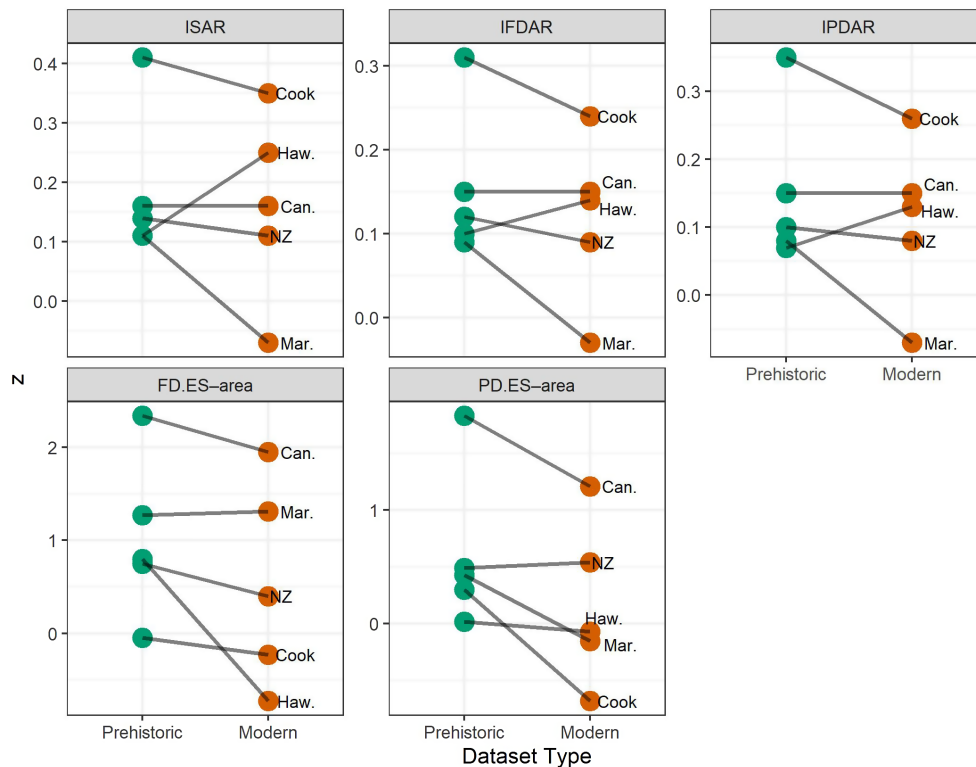 ISAR
IFDAR
IPDAR
0.4
0.3
0.2
0.1
0.0
Cook
Haw.
Can.
NZ
Mar.
0.3
0.2
0.1
0.0
Cook
Can.
Haw.
NZ
Mar.
0.3
0.2
0.1
0.0
Cook
Can.
Haw.
NZ
Mar.
Prehistoric Modern
z
FD.ES–area
PD.ES–area
2
1
0
Can.
Mar.
NZ
Cook
Haw.
1
0
Can.
NZ
Haw.
Mar.
Cook
Prehistoric Modern
Prehistoric Modern
Dataset Type